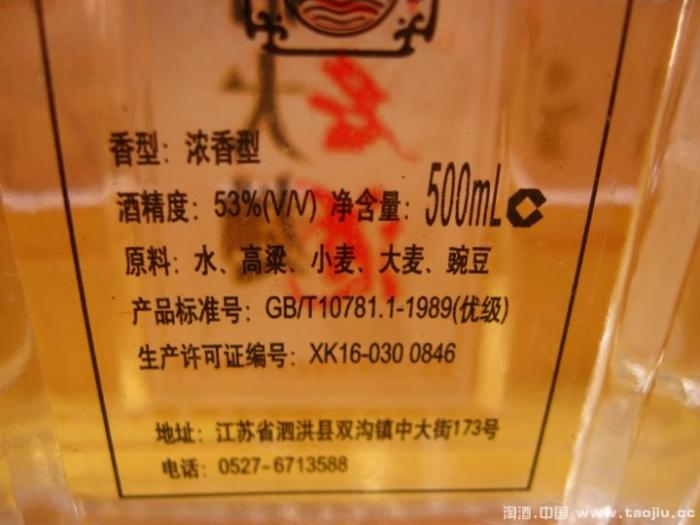 香型：浓香型
酒精度：53%(V/V) 净含量：500mL
原料：水、高粱、小麦、大麦、豌豆
产品标准号：GB/T10781.1-1989(优级)
生产许可证编号：XK16-030 0846
地址：江苏省泗洪县双沟镇中大街173号
电话：0527-6713588
淘酒.中国 www.taojiu.cc